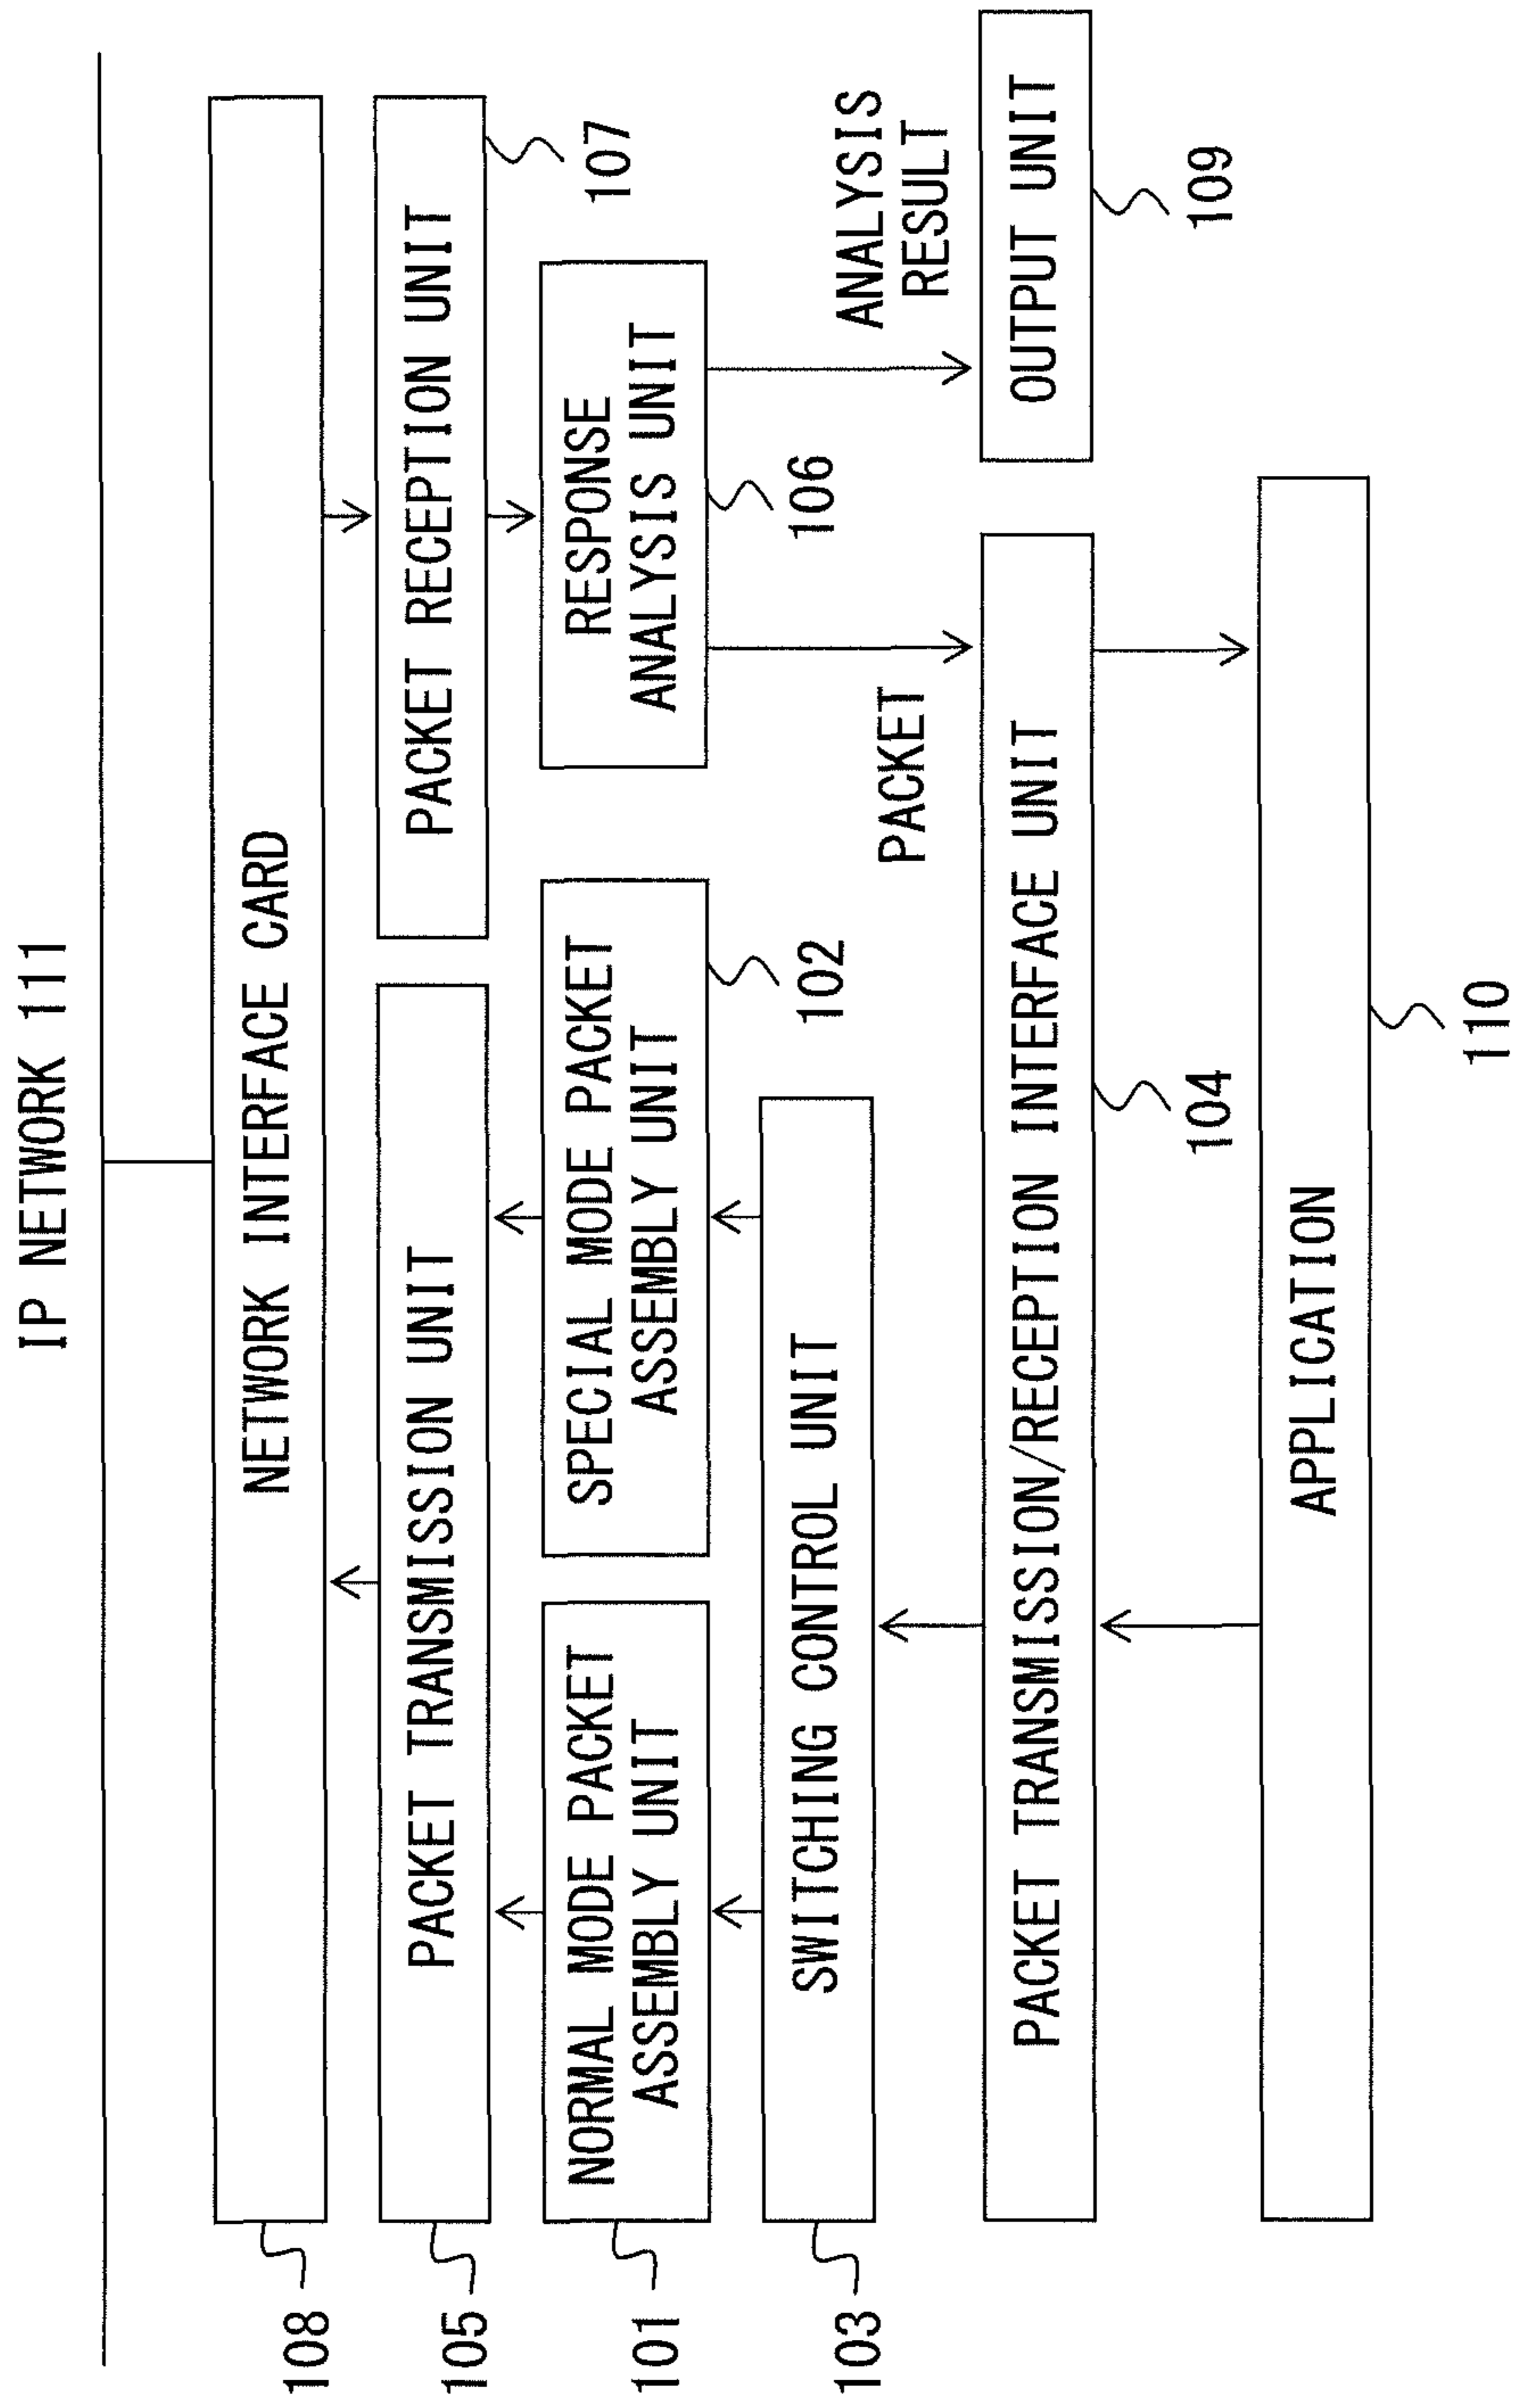 IP NETWORK 111
NETWORK INTERFACE CARD
108
PACKET TRANSMISSION UNIT
105
PACKET RECEPTION UNIT
107
NORMAL MODE PACKET
ASSEMBLY UNIT
101
SPECIAL MODE PACKET
ASSEMBLY UNIT
102
RESPONSE
ANALYSIS UNIT
106
SWITCHING CONTROL UNIT
103
PACKET
ANALYSIS
RESULT
PACKET TRANSMISSION/RECEPTION INTERFACE UNIT
104
OUTPUT UNIT
109
APPLICATION
110